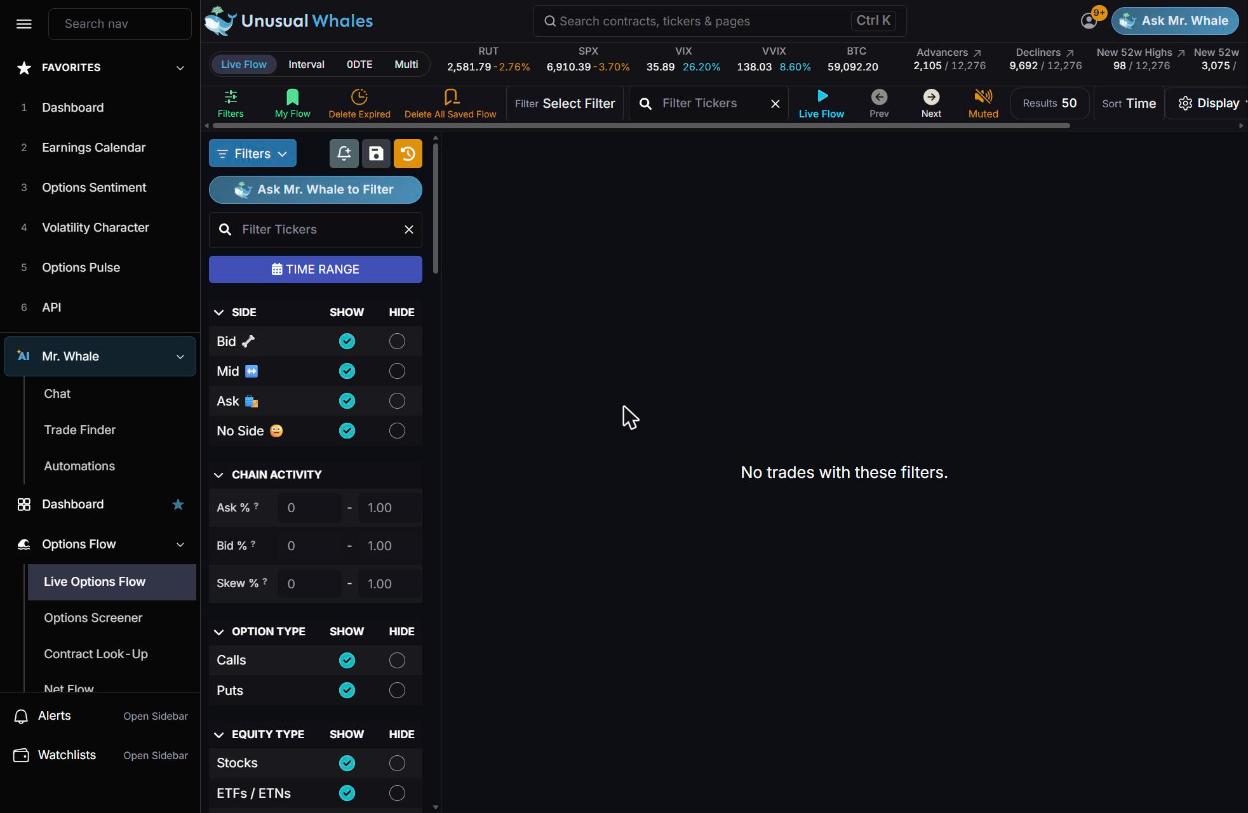 Search nav
Unusual Whales
Search contracts, tickers & pages
Ctrl K
9+
Ask Mr. Whale
FAVORITES
1 Dashboard
2 Earnings Calendar
3 Options Sentiment
4 Volatility Character
5 Options Pulse
6 API
AI Mr. Whale
Chat
Trade Finder
Automations
Dashboard
Options Flow
Live Options Flow
Options Screener
Contract Look-Up
Net Flow
Alerts Open Sidebar
Watchlists Open Sidebar
Live Flow Interval 0DTE Multi
RUT
2,581.79 -2.76%
SPX
6,910.39 -3.70%
VIX
35.89 26.20%
VVIX
138.03 8.60%
BTC
59,092.20
Advancers
2,105 / 12,276
Decliners
9,692 / 12,276
New 52w Highs
98 / 12,276
New 52w
3,075 /
Filters
My Flow
Delete Expired
Delete All Saved Flow
Filter Select Filter
Filter Tickers
Live Flow
Prev
Next
Muted
Results 50
Sort Time
Display
Filters
Ask Mr. Whale to Filter
Filter Tickers
TIME RANGE
SIDE SHOW HIDE
Bid
Mid
Ask
No Side
CHAIN ACTIVITY
Ask % ? 0 - 1.00
Bid % ? 0 - 1.00
Skew % ? 0 - 1.00
OPTION TYPE SHOW HIDE
Calls
Puts
EQUITY TYPE SHOW HIDE
Stocks
ETFs / ETNs
No trades with these filters.